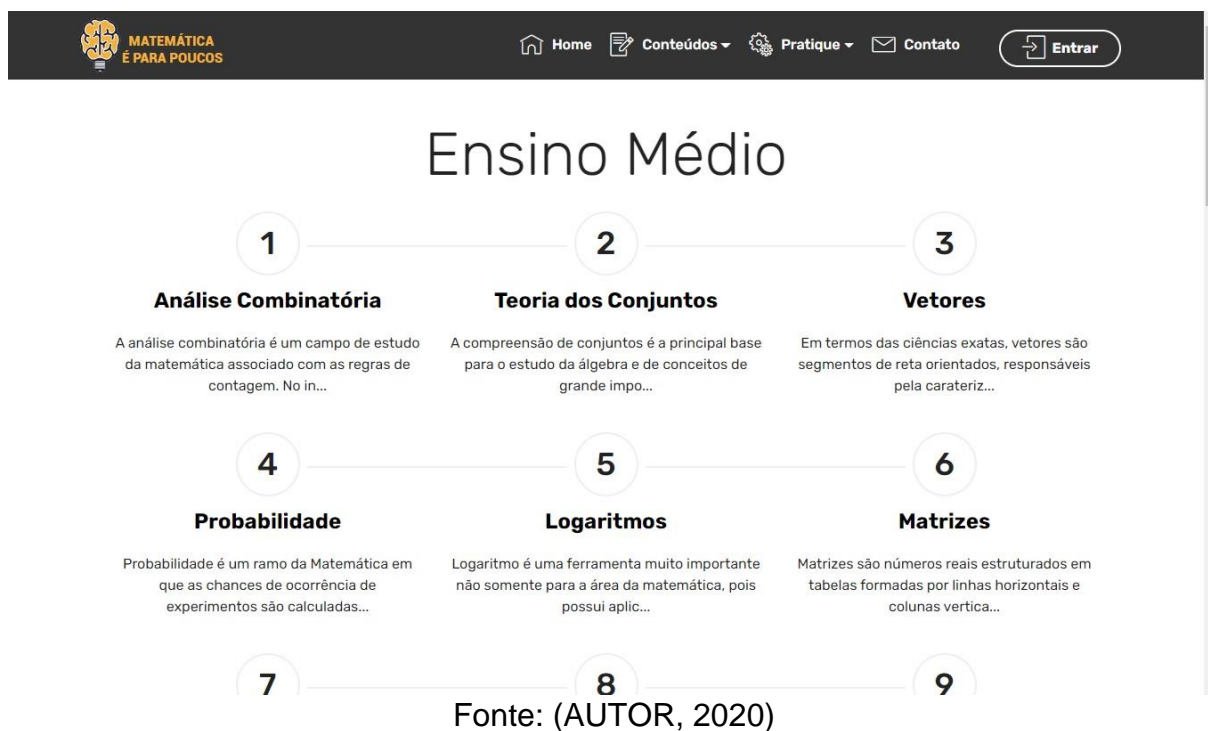 MATEMÁTICA
É PARA POUCOS
Home Conteúdos Pratique Contato Entrar
Ensino Médio
1 2 3
Análise Combinatória Teoria dos Conjuntos Vetores
A análise combinatória é um campo de estudo A compreensão de conjuntos é a principal base Em termos das ciências exatas, vetores são
da matemática associado com as regras de para o estudo da álgebra e de conceitos de segmentos de reta orientados, responsáveis
contagem. No in... grande impo... pela carateriz...
4 5 6
Probabilidade Logaritmos Matrizes
Probabilidade é um ramo da Matemática em Logaritmo é uma ferramenta muito importante Matrizes são números reais estruturados em
que as chances de ocorrência de não somente para a área da matemática, pois tabelas formadas por linhas horizontais e
experimentos são calculadas... possui aplic... colunas vertica...
7 8 9
Fonte: (AUTOR, 2020)